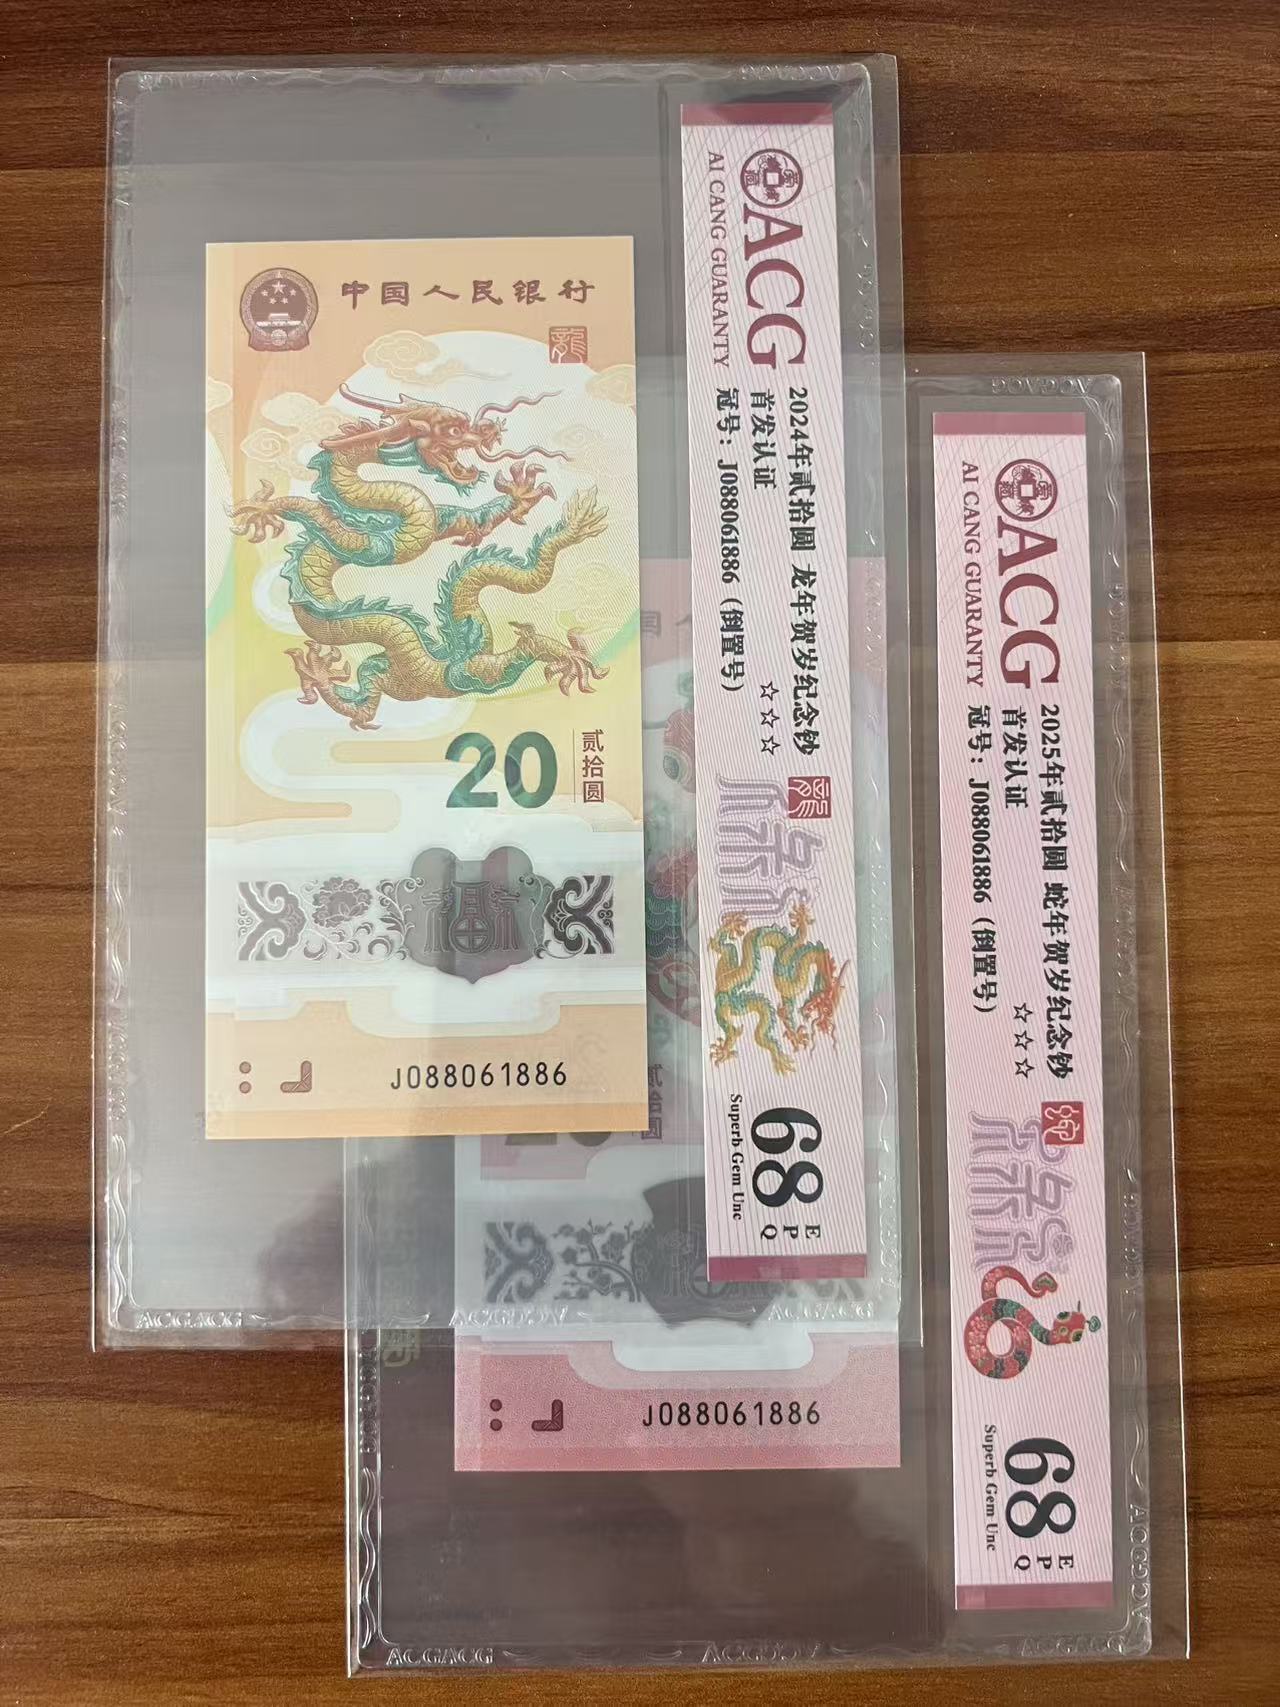 中国人民银行
龍
20
贰拾圆
福
J088061886
ACG
AI CANG GUARANTY
2024年贰拾圆 龙年贺岁纪念钞
首发认证
☆☆☆
冠号：J088061886（倒置号）
龍
68
EPQ
Superb Gem Unc
J088061886
ACG
AI CANG GUARANTY
2025年贰拾圆 蛇年贺岁纪念钞
首发认证
☆☆☆
冠号：J088061886（倒置号）
蛇
68
EPQ
Superb Gem Unc